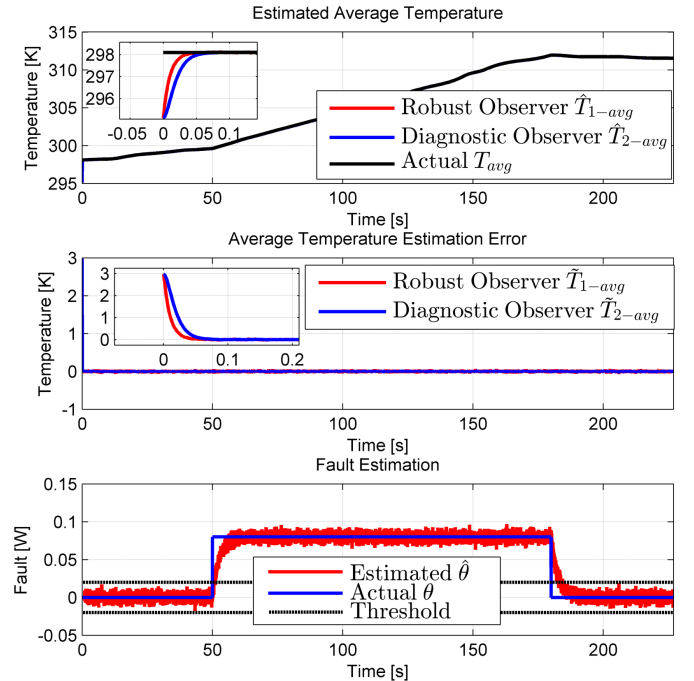 Estimated Average Temperature
Temperature [K]
315
310
305
300
295
298
297
296
-0.05 0 0.05 0.1
Robust Observer T̂₁₋avg
Diagnostic Observer T̂₂₋avg
Actual Tavg
0 50 100 150 200
Time [s]
Average Temperature Estimation Error
Temperature [K]
3
2
1
0
-1
3
2
1
0
0 0.1 0.2
Robust Observer T̃₁₋avg
Diagnostic Observer T̃₂₋avg
0 50 100 150 200
Time [s]
Fault Estimation
Fault [W]
0.15
0.1
0.05
0
-0.05
Estimated θ̂
Actual θ
Threshold
0 50 100 150 200
Time [s]